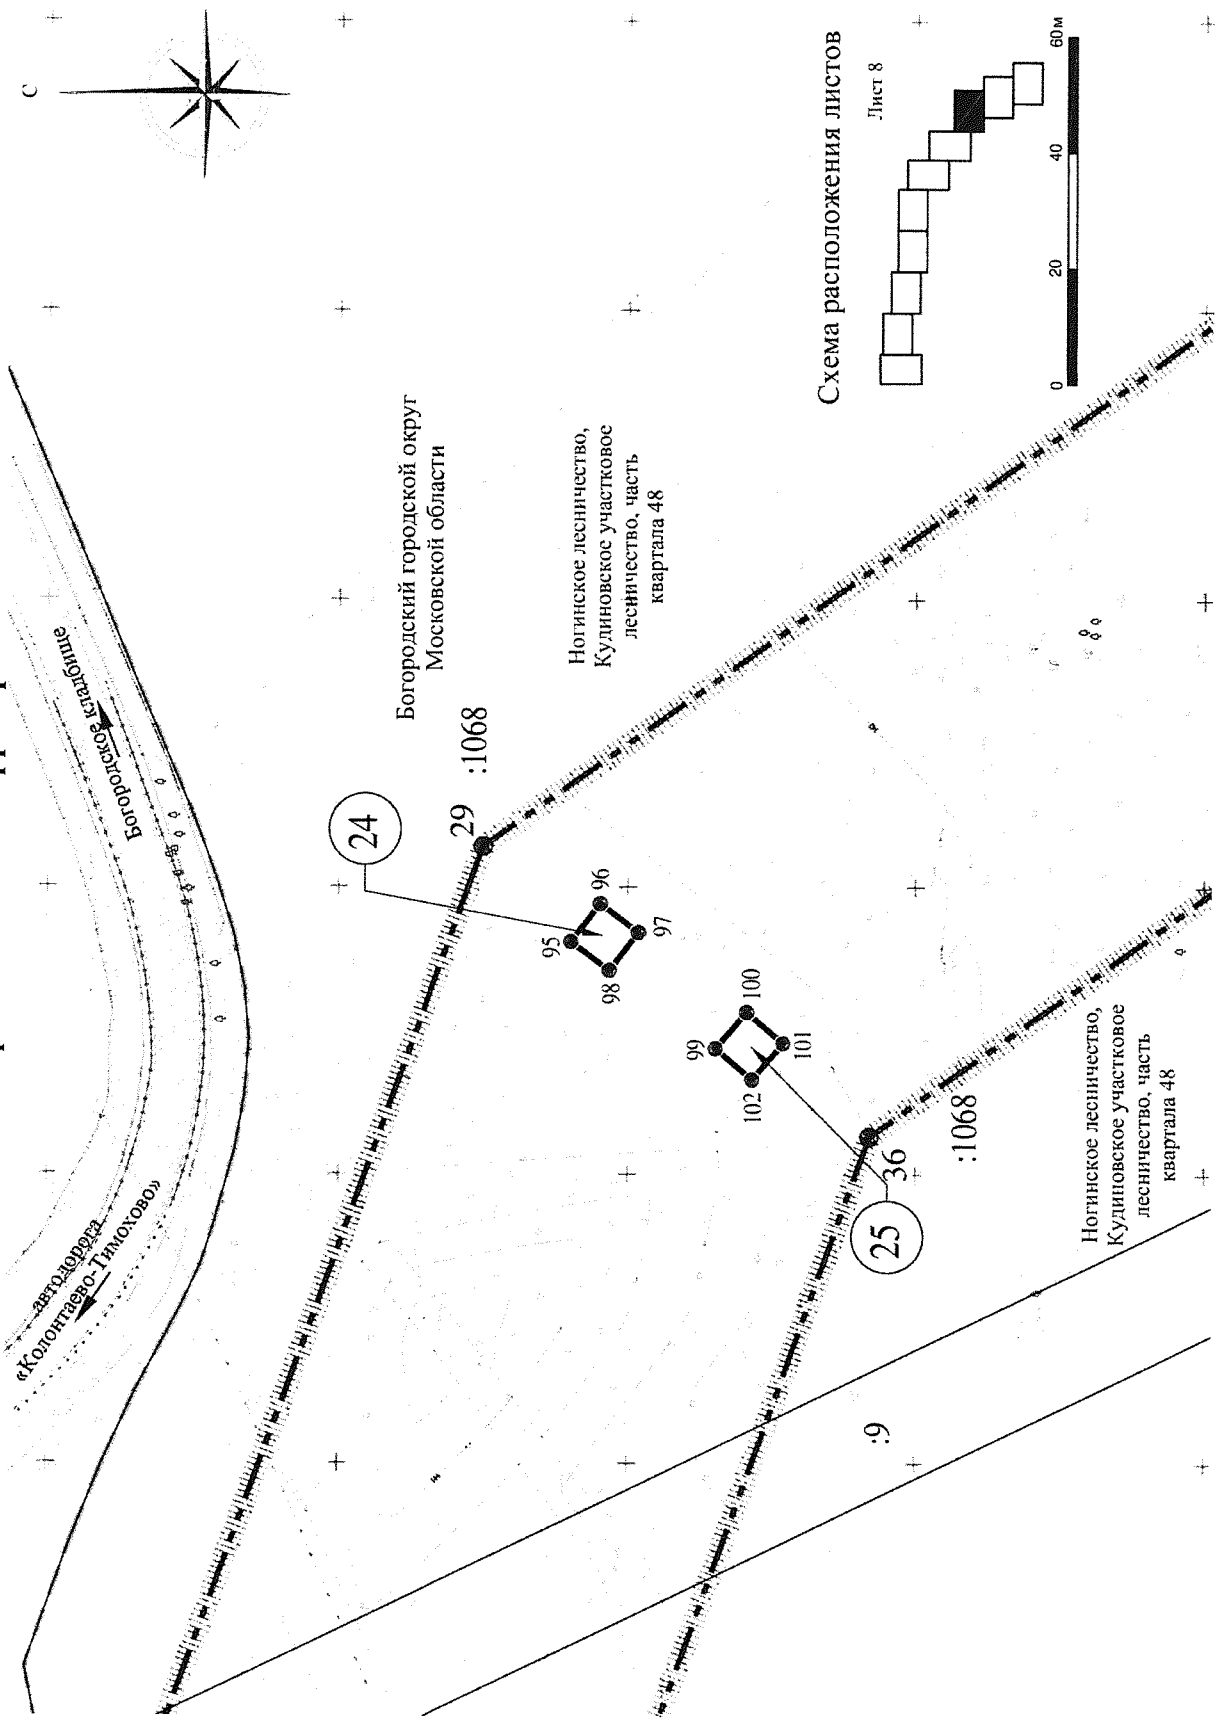 С
автодорога
«Колонтаево-Тимохово»
Богородское кладбище
Богородский городской округ
Московской области
24
29
:1068
Ногинское лесничество,
Кудиновское участковое
лесничество, часть
квартала 48
95
96
97
98
99
100
101
102
36
:1068
25
:9
Ногинское лесничество,
Кудиновское участковое
лесничество, часть
квартала 48
Схема расположения листов
Лист 8
0 20 40 60 м